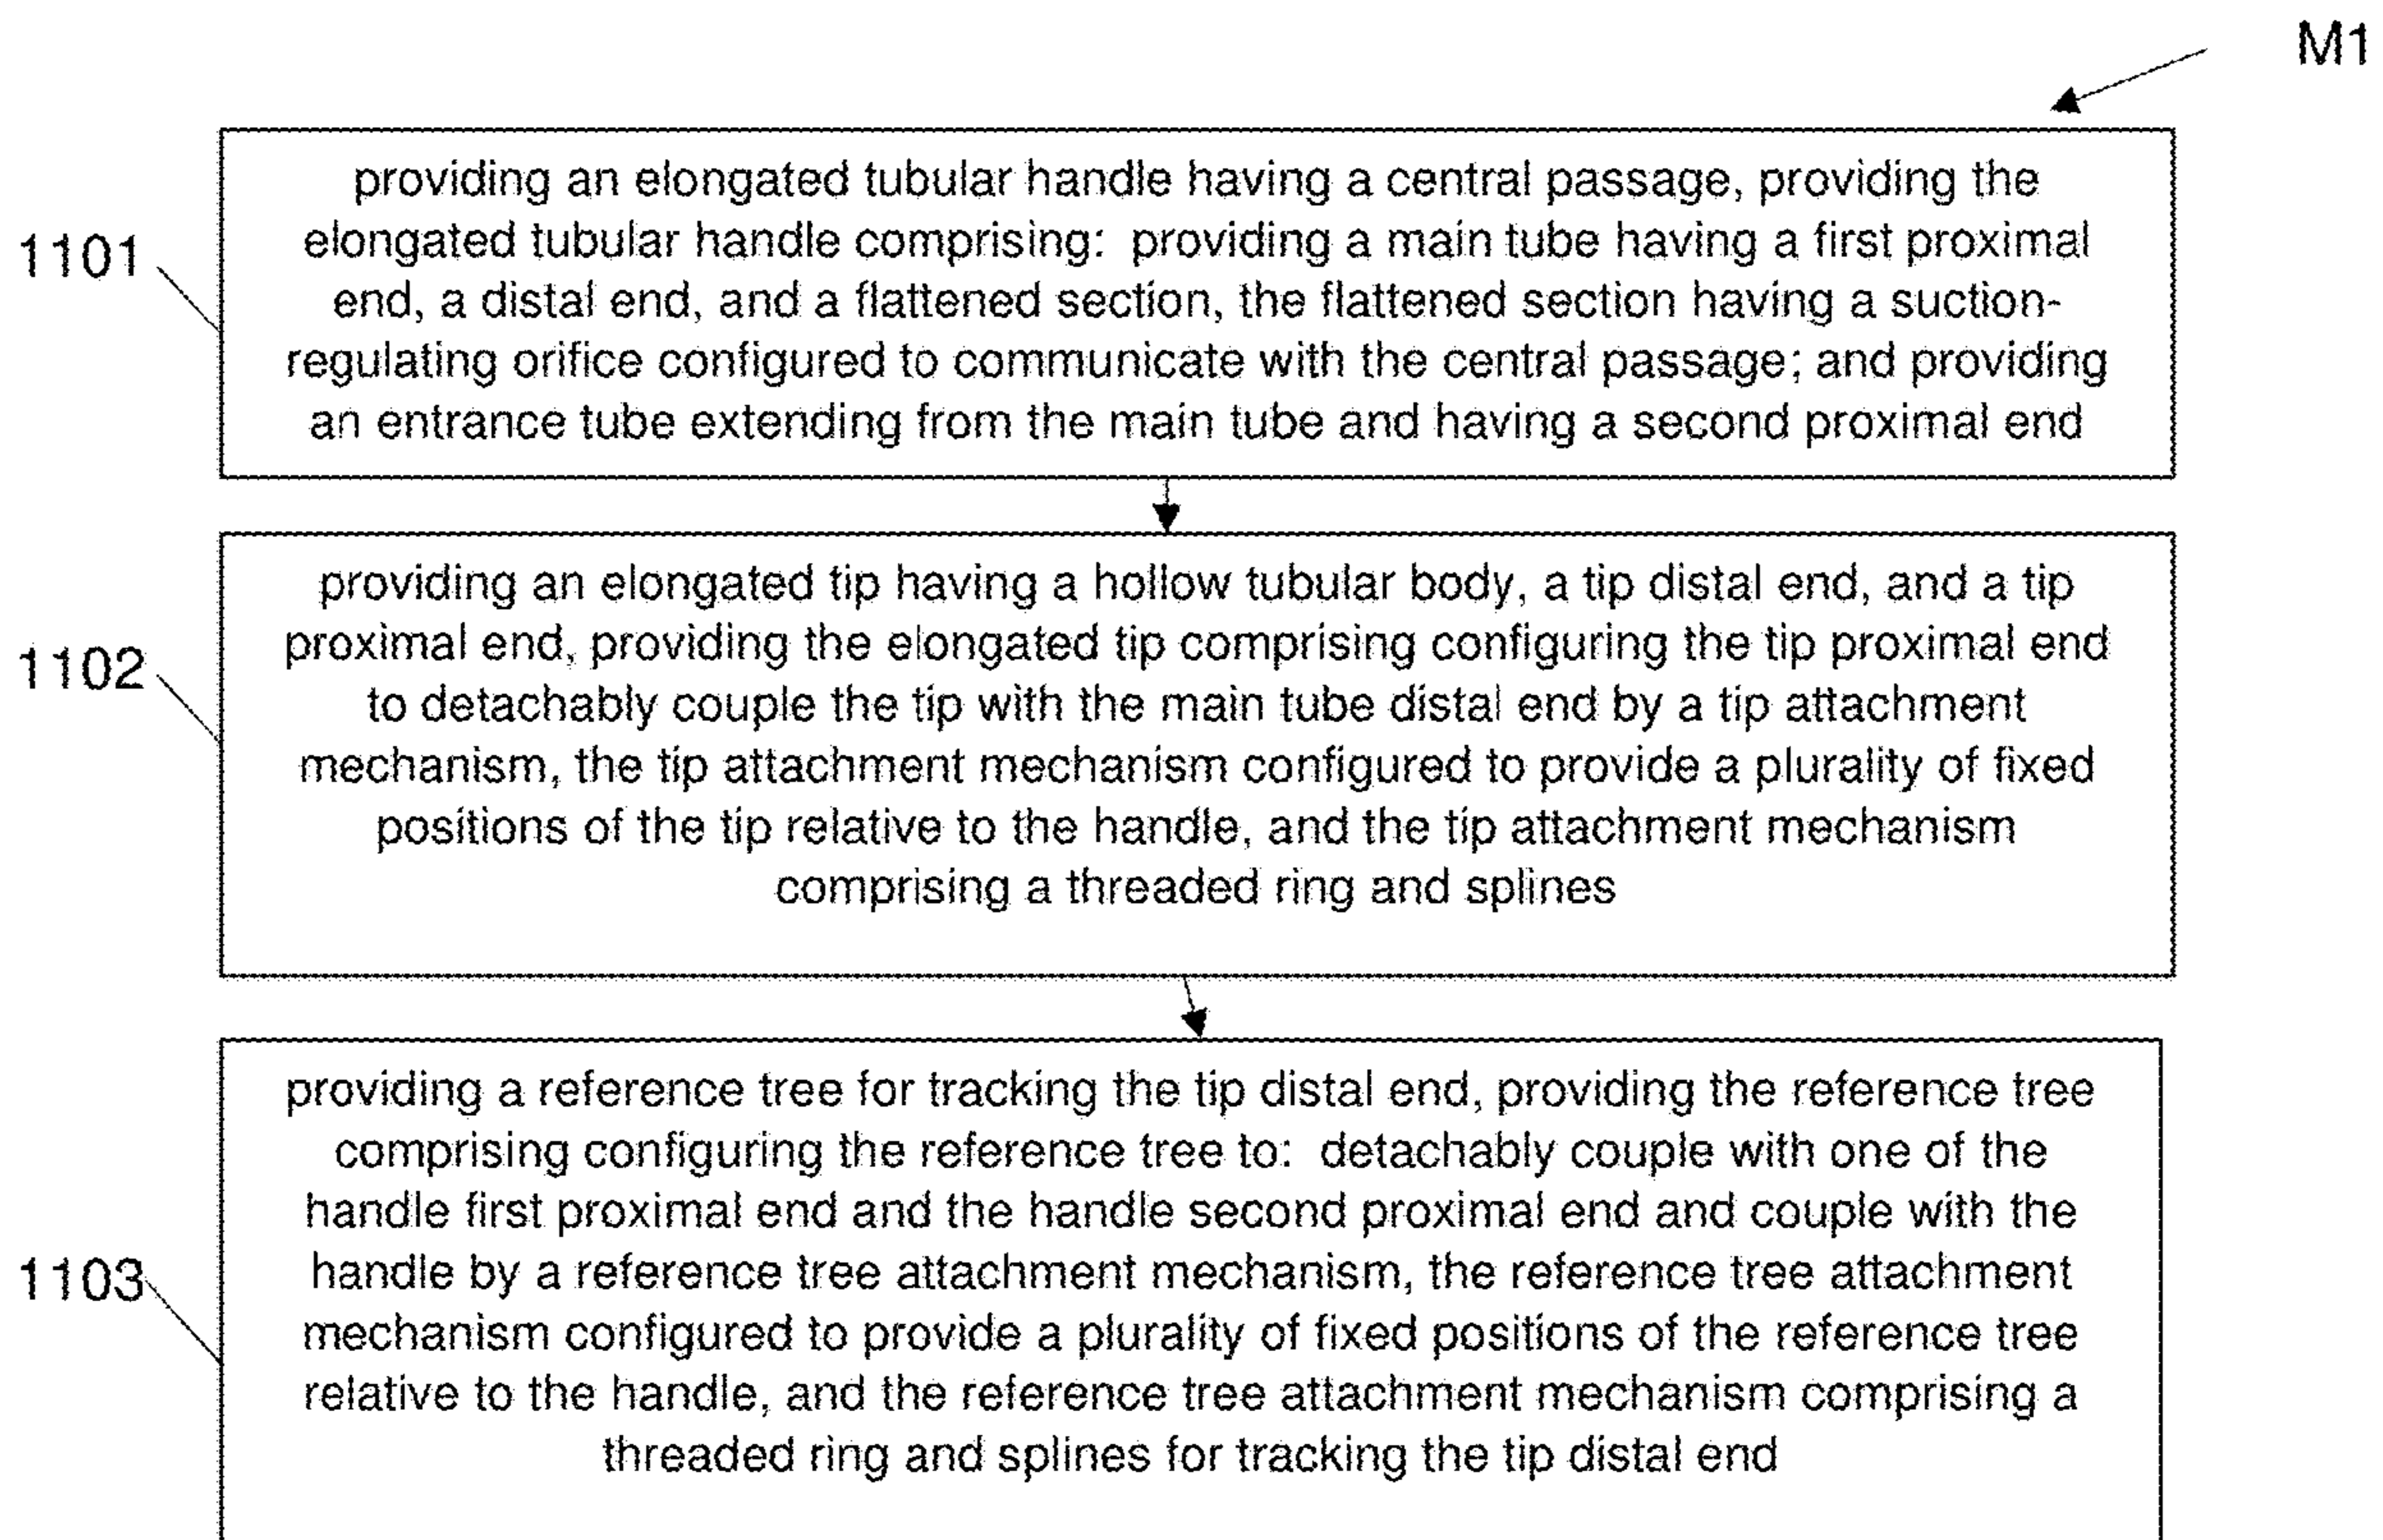 M1
providing an elongated tubular handle having a central passage, providing the
elongated tubular handle comprising: providing a main tube having a first proximal
end, a distal end, and a flattened section, the flattened section having a suction-
regulating orifice configured to communicate with the central passage; and providing
an entrance tube extending from the main tube and having a second proximal end
1101
providing an elongated tip having a hollow tubular body, a tip distal end, and a tip
proximal end, providing the elongated tip comprising configuring the tip proximal end
to detachably couple the tip with the main tube distal end by a tip attachment
mechanism, the tip attachment mechanism configured to provide a plurality of fixed
positions of the tip relative to the handle, and the tip attachment mechanism
comprising a threaded ring and splines
1102
providing a reference tree for tracking the tip distal end, providing the reference tree
comprising configuring the reference tree to: detachably couple with one of the
handle first proximal end and the handle second proximal end and couple with the
handle by a reference tree attachment mechanism, the reference tree attachment
mechanism configured to provide a plurality of fixed positions of the reference tree
relative to the handle, and the reference tree attachment mechanism comprising a
threaded ring and splines for tracking the tip distal end
1103